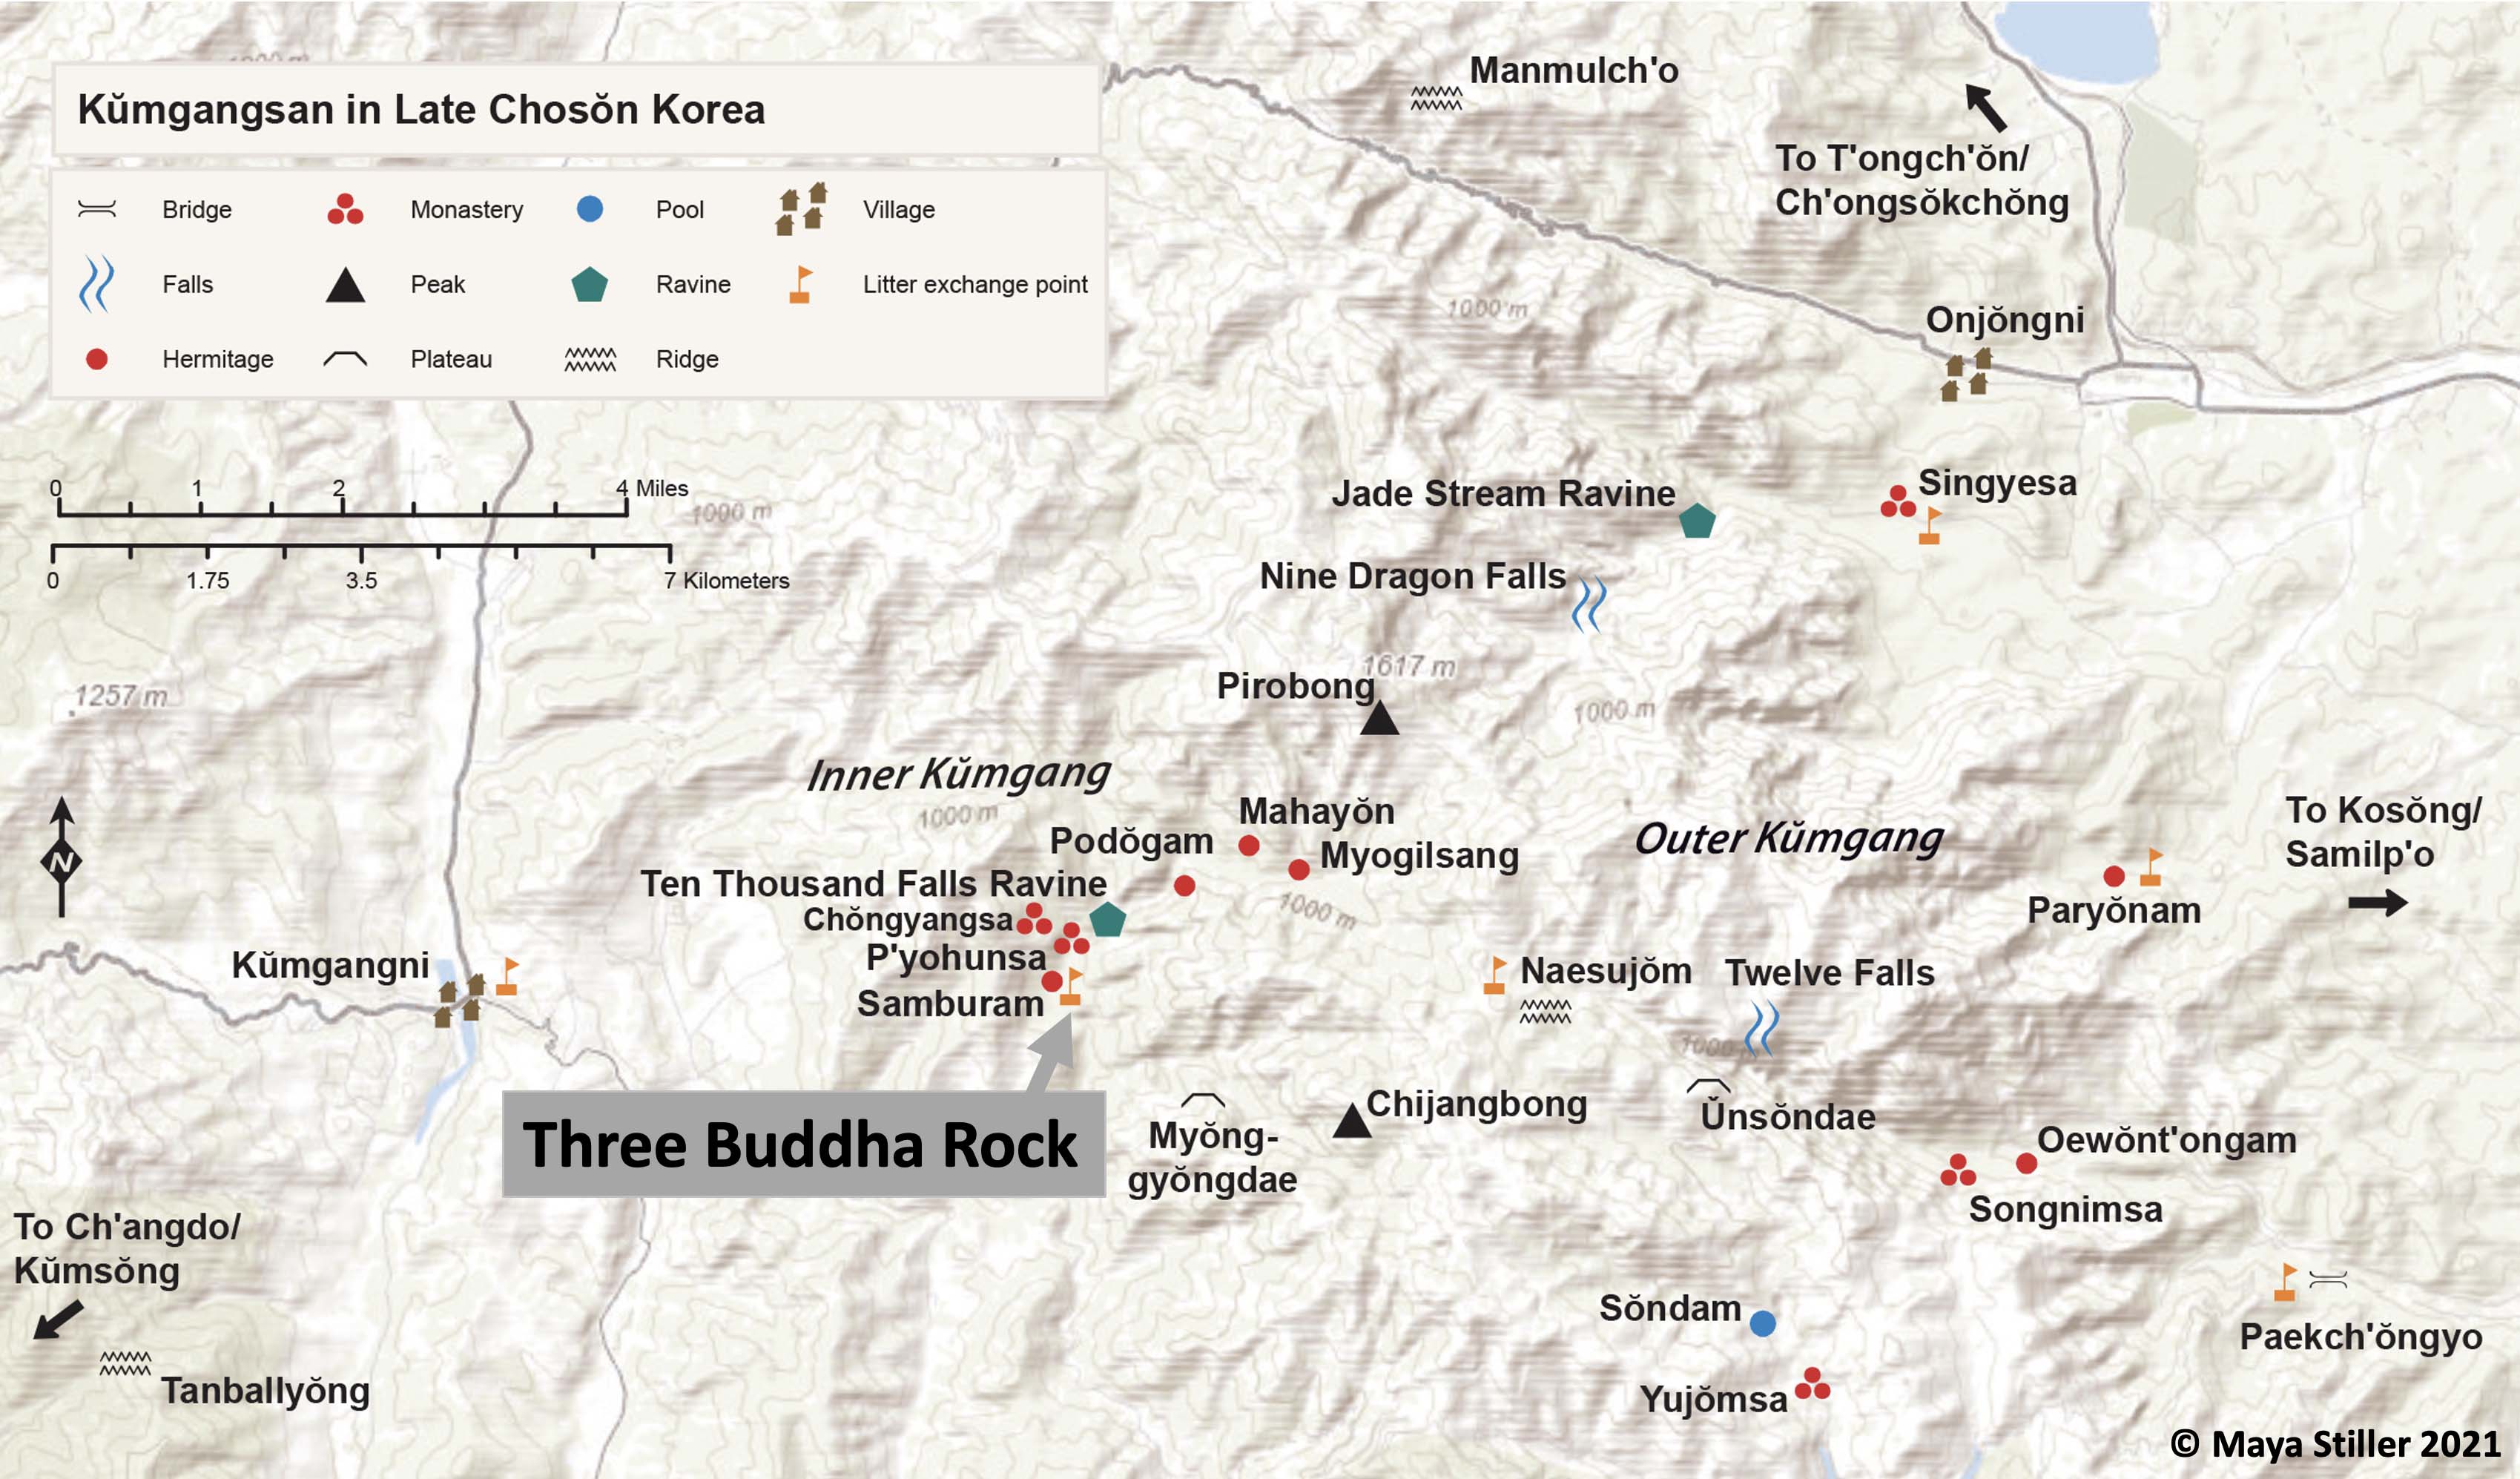 1000 m
Manmulch'o
Kŭmgangsan in Late Chosŏn Korea
To T'ongch'ŏn/
Ch'ongsŏkchŏng
Bridge
Monastery
Pool
Village
Falls
Peak
Ravine
Litter exchange point
Hermitage
Plateau
Ridge
1000 m
Onjŏngni
0 1 2 4 Miles
0 1.75 3.5 7 Kilometers
1000 m
Jade Stream Ravine
Singyesa
Nine Dragon Falls
1257 m
1617 m
Pirobong
1000 m
Inner Kŭmgang
1000 m
Mahayŏn
Podŏgam
Myogilsang
Outer Kŭmgang
To Kosŏng/
Samilp'o
Ten Thousand Falls Ravine
1000 m
Chŏngyangsa
Paryŏnam
P'yohunsa
Kŭmgangni
N
Samburam
Naesujŏm
Twelve Falls
1000
Three Buddha Rock
Myŏng-
gyŏngdae
Chijangbong
Ŭnsŏndae
Oewŏnt'ongam
Songnimsa
To Ch'angdo/
Kŭmsŏng
Sŏndam
Paekch'ŏngyo
Tanballyŏng
Yujŏmsa
© Maya Stiller 2021